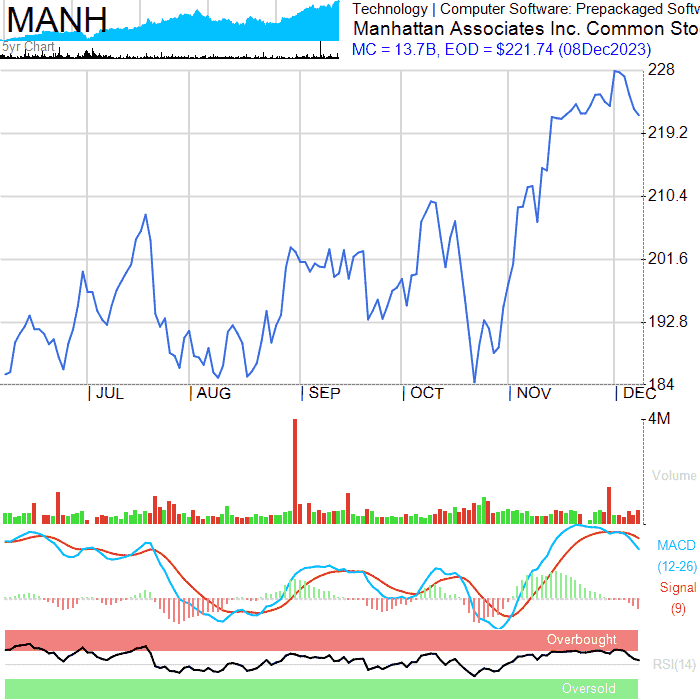 MANH
5yr Chart
Technology | Computer Software: Prepackaged Softw
Manhattan Associates Inc. Common Sto
MC = 13.7B, EOD = $221.74 (08Dec2023)
228
219.2
210.4
201.6
192.8
184
JUL AUG SEP OCT NOV DEC
4M
Volume
MACD
(12-26)
Signal
(9)
Overbought
RSI(14)
Oversold